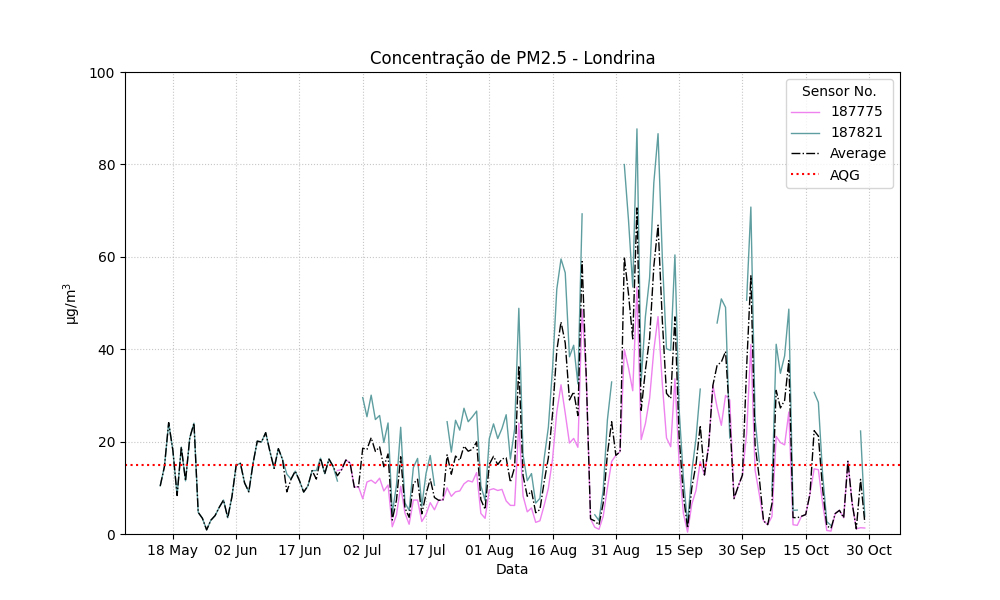 Concentração de PM2.5 - Londrina
Sensor No.
187775
187821
Average
AQG
100
80
60
40
20
0
µg/m³
18 May 02 Jun 17 Jun 02 Jul 17 Jul 01 Aug 16 Aug 31 Aug 15 Sep 30 Sep 15 Oct 30 Oct
Data